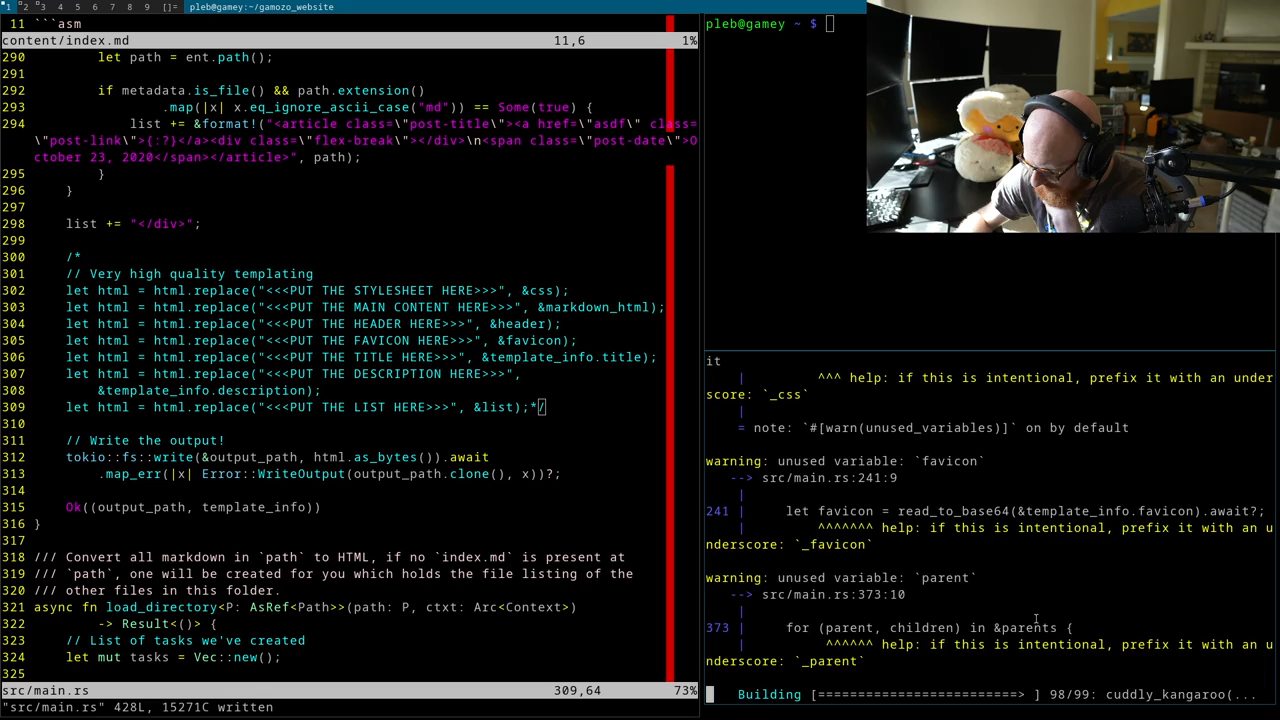 1 2 3 4 5 6 7 8 9 []= pleb@gamey:~/gamozo_website
11 ```asm
content/index.md 11,6 1%
290 let path = ent.path();
291
292 if metadata.is_file() && path.extension()
293 .map(|x| x.eq_ignore_ascii_case("md")) == Some(true) {
294 list += &format!("<article class=\"post-title\"><a href=\"asdf\" class=
\"post-link\">{:?}</a><div class=\"flex-break\"></div>\n<span class=\"post-date\">O
ctober 23, 2020</span></article>", path);
295 }
296 }
297
298 list += "</div>";
299
300 /*
301 // Very high quality templating
302 let html = html.replace("<<<PUT THE STYLESHEET HERE>>>", &css);
303 let html = html.replace("<<<PUT THE MAIN CONTENT HERE>>>", &markdown_html);
304 let html = html.replace("<<<PUT THE HEADER HERE>>>", &header);
305 let html = html.replace("<<<PUT THE FAVICON HERE>>>", &favicon);
306 let html = html.replace("<<<PUT THE TITLE HERE>>>", &template_info.title);
307 let html = html.replace("<<<PUT THE DESCRIPTION HERE>>>",
308 &template_info.description);
309 let html = html.replace("<<<PUT THE LIST HERE>>>", &list);*/
310
311 // Write the output!
312 tokio::fs::write(&output_path, html.as_bytes()).await
313 .map_err(|x| Error::WriteOutput(output_path.clone(), x))?;
314
315 Ok((output_path, template_info))
316 }
317
318 /// Convert all markdown in `path` to HTML, if no `index.md` is present at
319 /// `path`, one will be created for you which holds the file listing of the
320 /// other files in this folder.
321 async fn load_directory<P: AsRef<Path>>(path: P, ctxt: Arc<Context>)
322 -> Result<()> {
323 // List of tasks we've created
324 let mut tasks = Vec::new();
325
src/main.rs 309,64 73%
"src/main.rs" 428L, 15271C written
pleb@gamey ~ $
it
| ^^^ help: if this is intentional, prefix it with an under
score: `_css`
|
= note: `#[warn(unused_variables)]` on by default
warning: unused variable: `favicon`
--> src/main.rs:241:9
|
241 | let favicon = read_to_base64(&template_info.favicon).await?;
| ^^^^^^^ help: if this is intentional, prefix it with an u
nderscore: `_favicon`
warning: unused variable: `parent`
--> src/main.rs:373:10
|
373 | for (parent, children) in &parents {
| ^^^^^^ help: if this is intentional, prefix it with an u
nderscore: `_parent`
Building [=========================> ] 98/99: cuddly_kangaroo(...